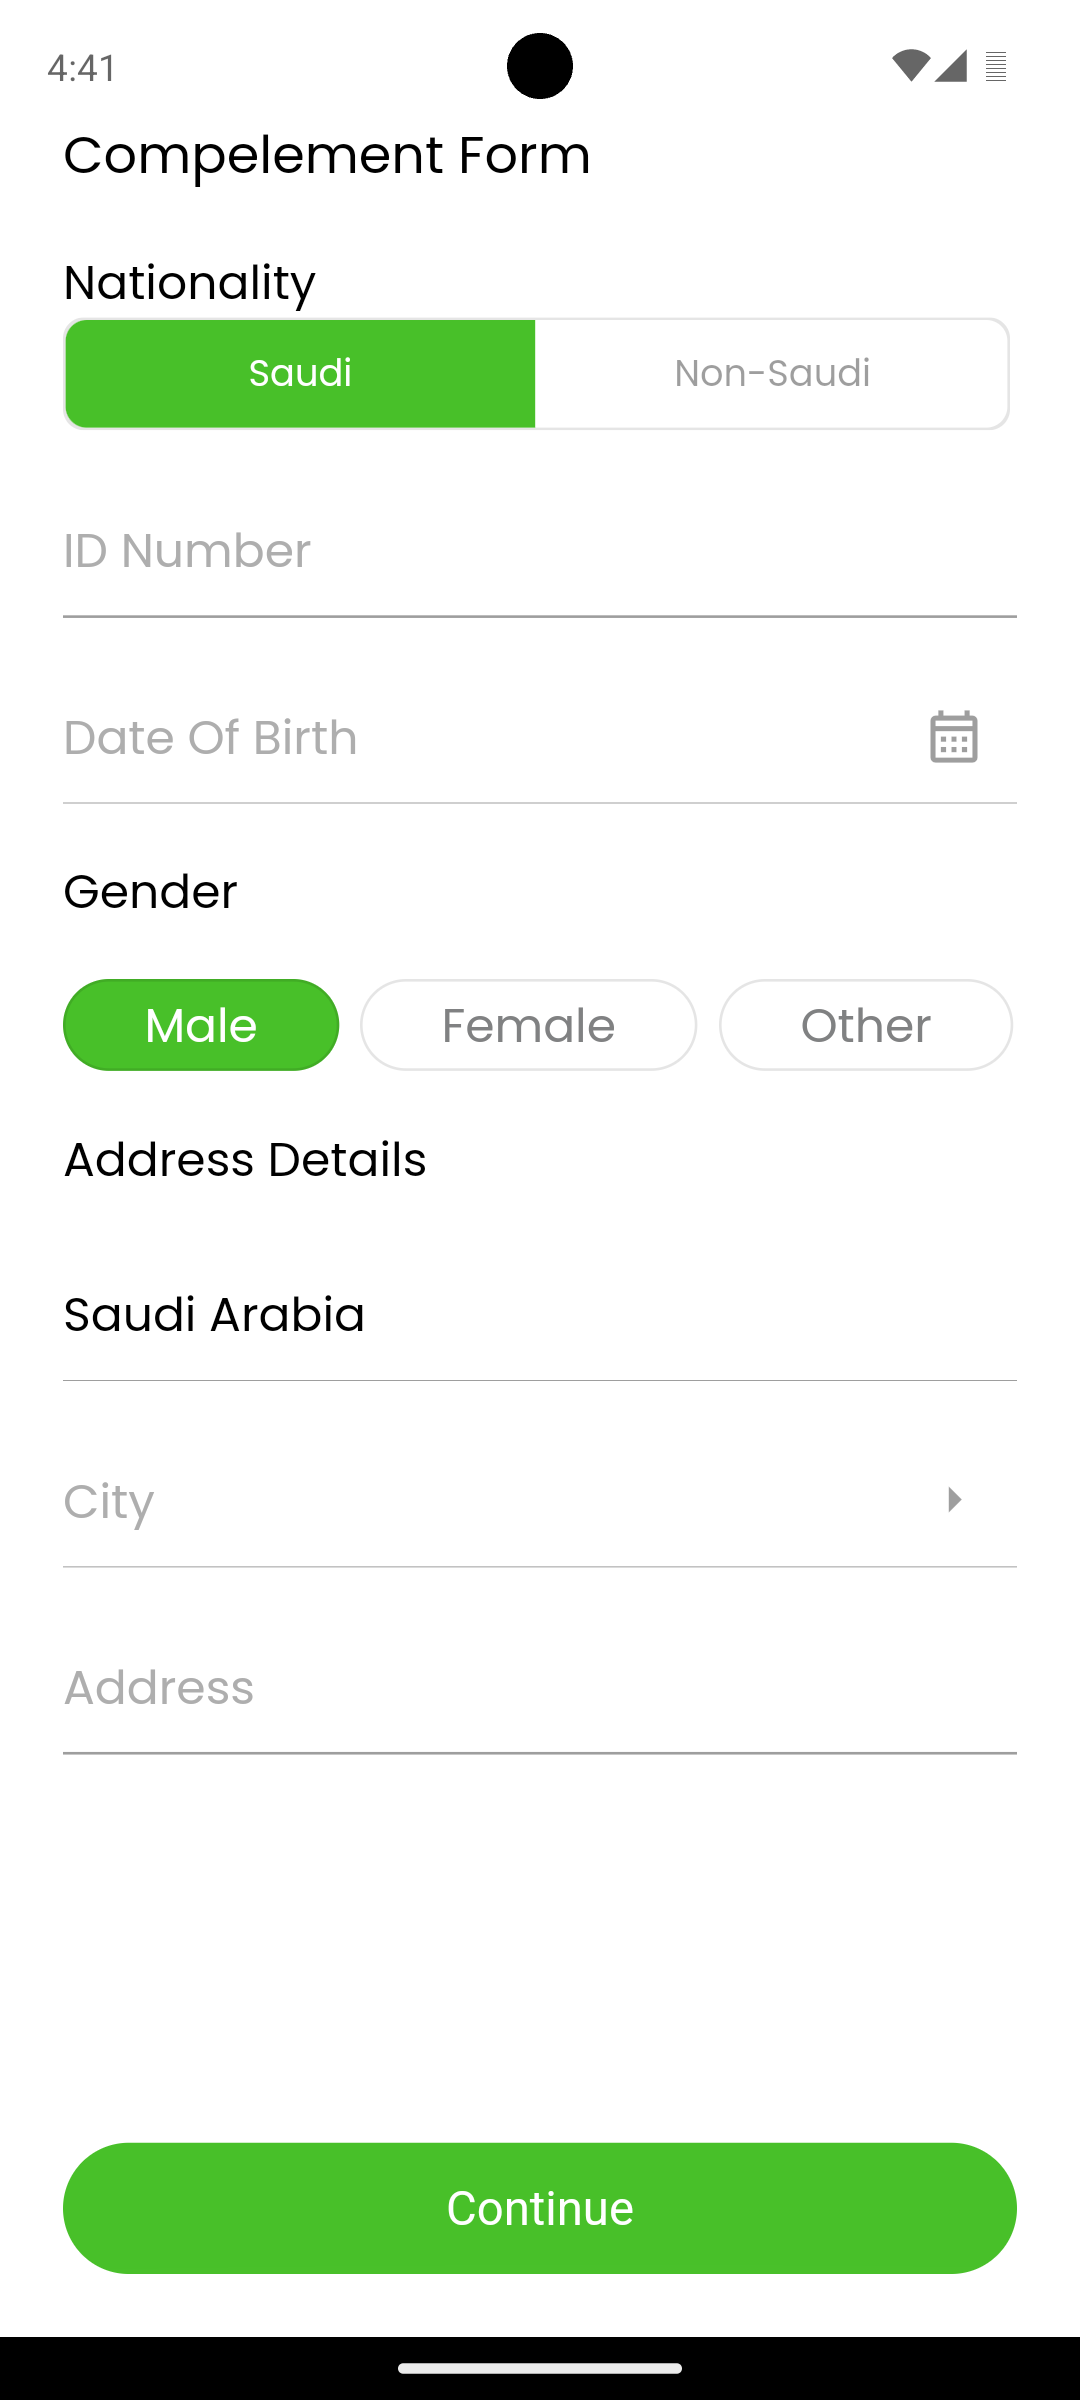 4:41
Compelement Form
Nationality
Saudi
Non-Saudi
ID Number
Date Of Birth
Gender
Male
Female
Other
Address Details
Saudi Arabia
City
Address
Continue